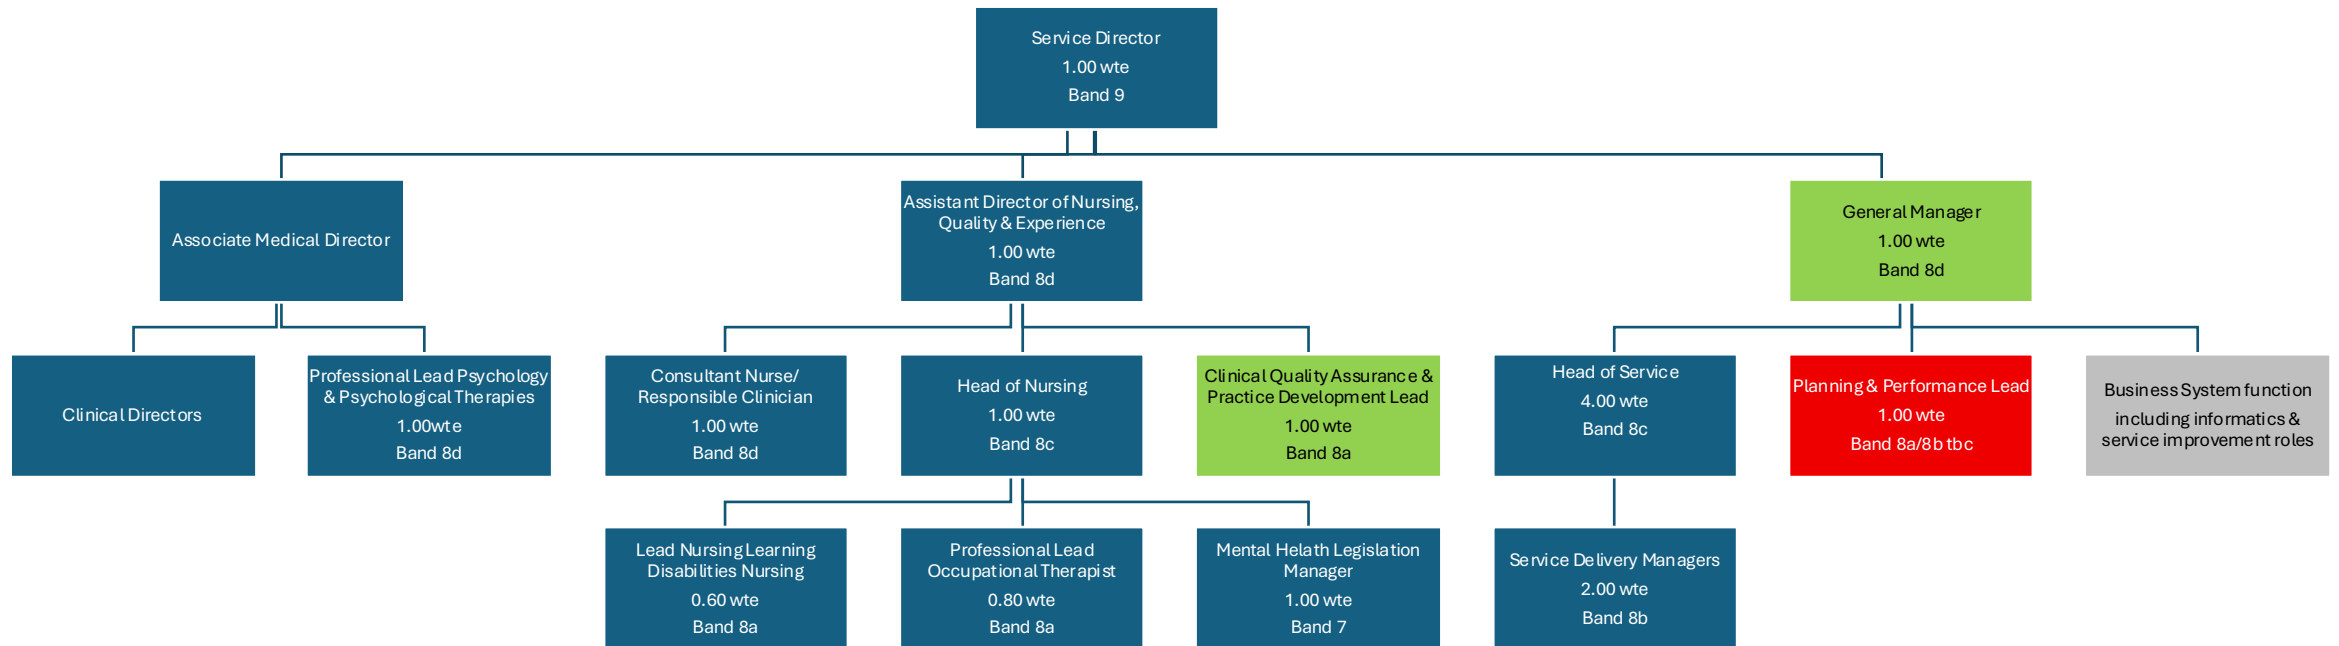 Service Director
1.00 wte
Band 9
Associate Medical Director
Assistant Director of Nursing,
Quality & Experience
1.00 wte
Band 8d
General Manager
1.00 wte
Band 8d
Clinical Directors
Professional Lead Psychology
& Psychological Therapies
1.00wte
Band 8d
Consultant Nurse/
Responsible Clinician
1.00 wte
Band 8d
Head of Nursing
1.00 wte
Band 8c
Clinical Quality Assurance &
Practice Development Lead
1.00 wte
Band 8a
Head of Service
4.00 wte
Band 8c
Planning & Performance Lead
1.00 wte
Band 8a/8b tbc
Business System function
including informatics &
service improvement roles
Lead Nursing Learning
Disabilities Nursing
0.60 wte
Band 8a
Professional Lead
Occupational Therapist
0.80 wte
Band 8a
Mental Helath Legislation
Manager
1.00 wte
Band 7
Service Delivery Managers
2.00 wte
Band 8b